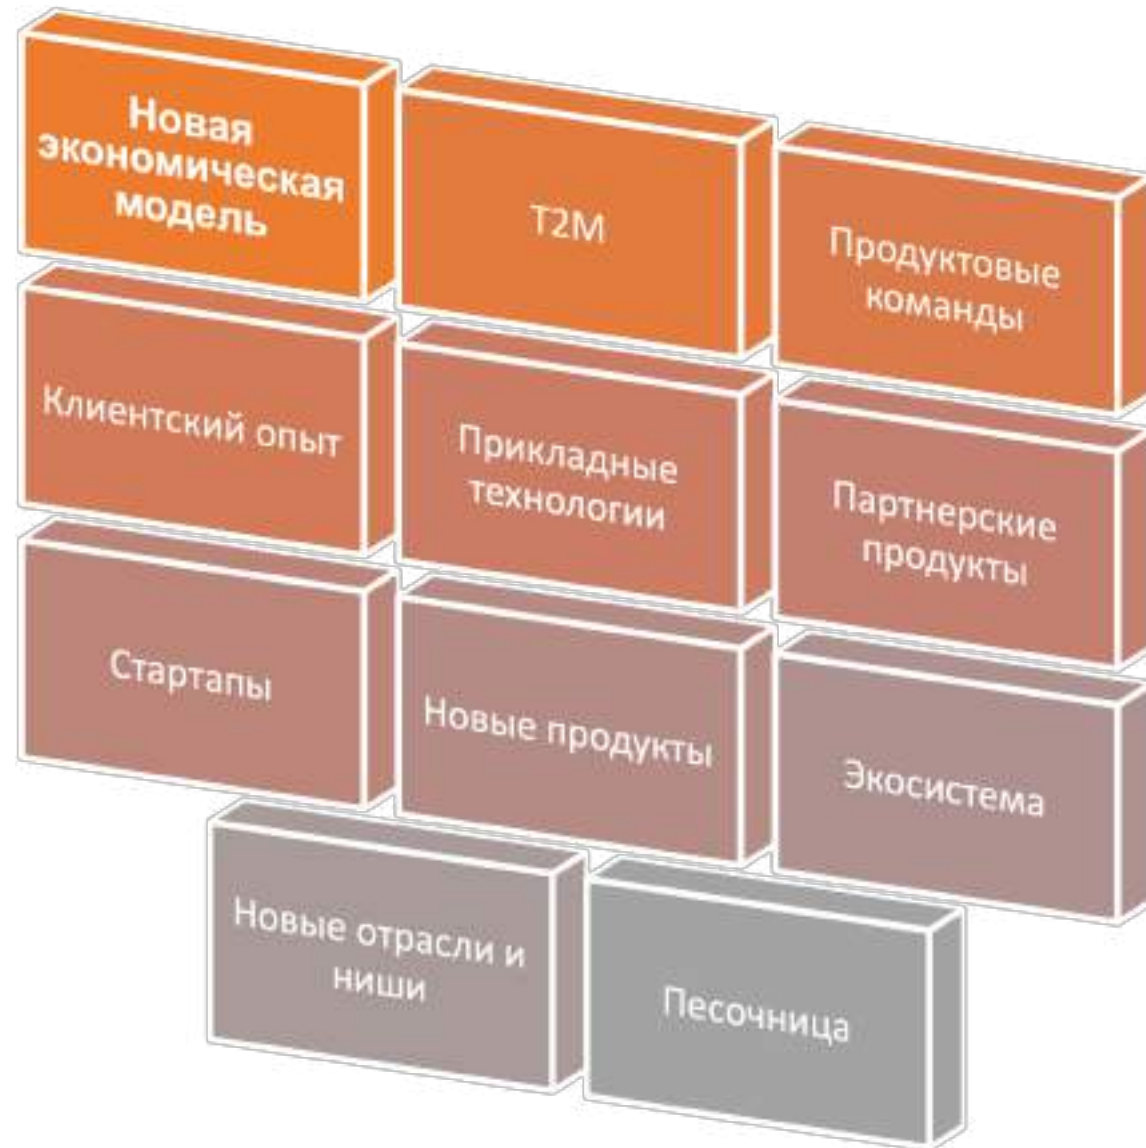 Новая
экономическая
модель
T2M
Продуктовые
команды
Клиентский опыт
Прикладные
технологии
Партнерские
продукты
Стартапы
Новые продукты
Экосистема
Новые отрасли и
ниши
Песочница